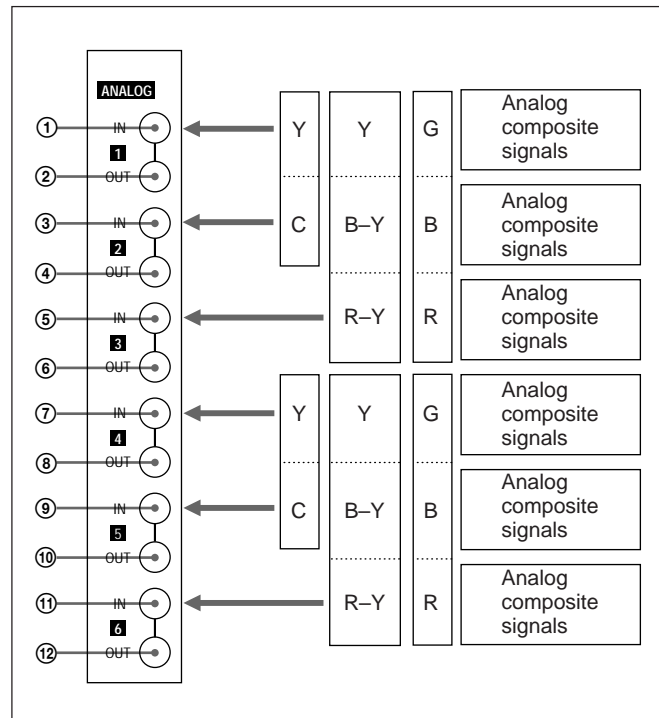 ANALOG
① IN Y Y G Analog composite signals
1
② OUT
③ IN C B–Y B Analog composite signals
2
④ OUT
⑤ IN R–Y R Analog composite signals
3
⑥ OUT
⑦ IN Y Y G Analog composite signals
4
⑧ OUT
⑨ IN C B–Y B Analog composite signals
5
⑩ OUT
⑪ IN R–Y R Analog composite signals
6
⑫ OUT